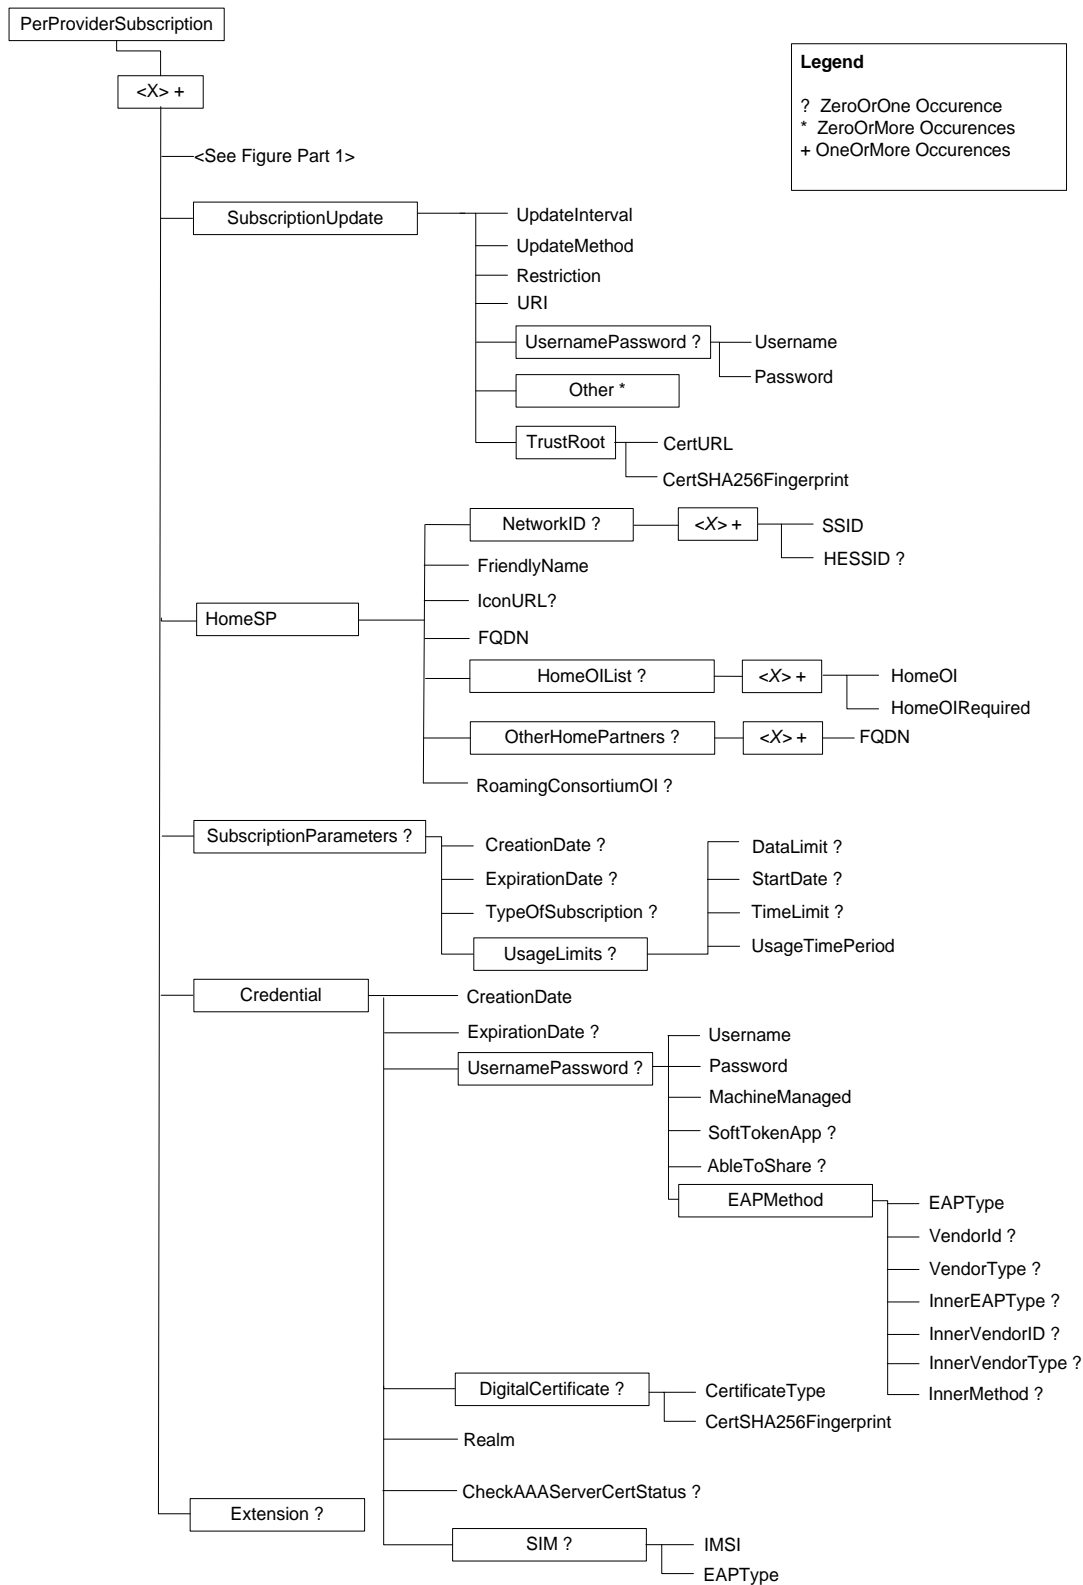 PerProviderSubscription
<X> +
Legend
? ZeroOrOne Occurence
* ZeroOrMore Occurences
+ OneOrMore Occurences
<See Figure Part 1>
SubscriptionUpdate
UpdateInterval
UpdateMethod
Restriction
URI
UsernamePassword ?
Username
Password
Other *
TrustRoot
CertURL
CertSHA256Fingerprint
HomeSP
NetworkID ?
<X> +
SSID
HESSID ?
FriendlyName
IconURL?
FQDN
HomeOIList ?
<X> +
HomeOI
HomeOIRequired
OtherHomePartners ?
<X> +
FQDN
RoamingConsortiumOI ?
SubscriptionParameters ?
CreationDate ?
ExpirationDate ?
TypeOfSubscription ?
UsageLimits ?
DataLimit ?
StartDate ?
TimeLimit ?
UsageTimePeriod
Credential
CreationDate
ExpirationDate ?
UsernamePassword ?
Username
Password
MachineManaged
SoftTokenApp ?
AbleToShare ?
EAPMethod
EAPType
VendorId ?
VendorType ?
InnerEAPType ?
InnerVendorID ?
InnerVendorType ?
InnerMethod ?
DigitalCertificate ?
CertificateType
CertSHA256Fingerprint
Realm
CheckAAAServerCertStatus ?
Extension ?
SIM ?
IMSI
EAPType